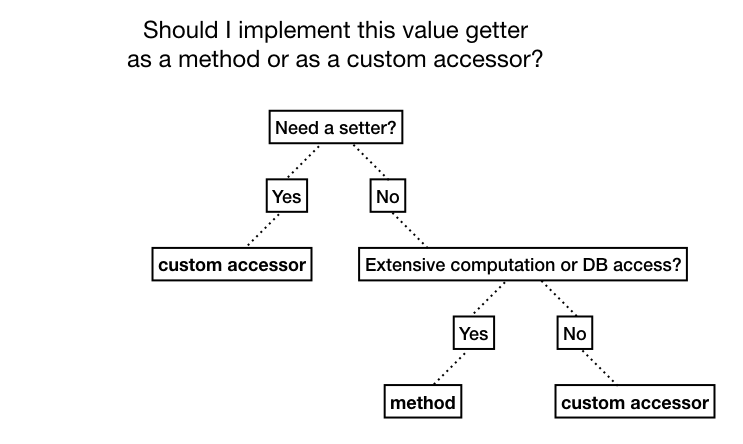 Should I implement this value getter
as a method or as a custom accessor?
Need a setter?
Yes
No
custom accessor
Extensive computation or DB access?
Yes
No
method
custom accessor